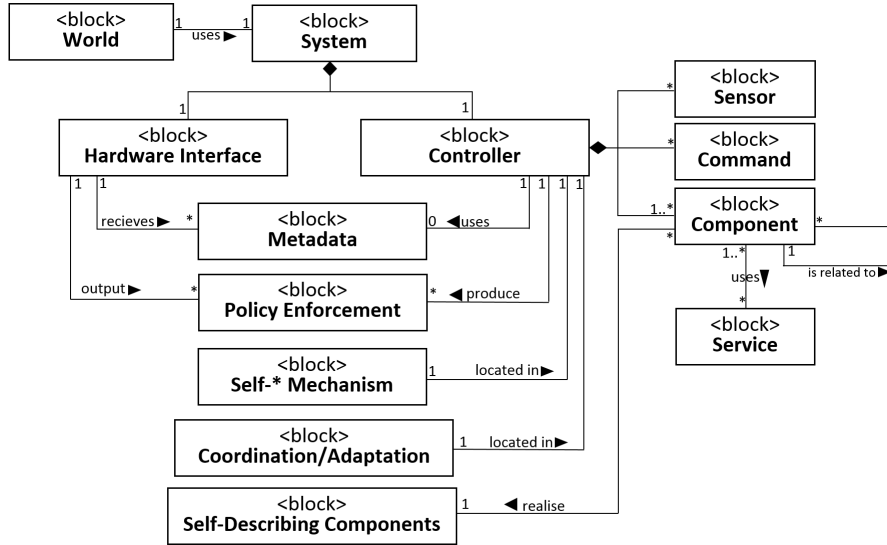 <block>
World
1
uses
1
<block>
System
1
1
<block>
Hardware Interface
<block>
Controller
*
<block>
Sensor
*
<block>
Command
1..*
<block>
Component
*
*
1
1
1
1
1
1
recieves
*
<block>
Metadata
0
uses
output
*
<block>
Policy Enforcement
*
produce
1..*
1
uses
is related to
*
<block>
Service
<block>
Self-* Mechanism
1
located in
<block>
Coordination/Adaptation
1
located in
<block>
Self-Describing Components
1
realise